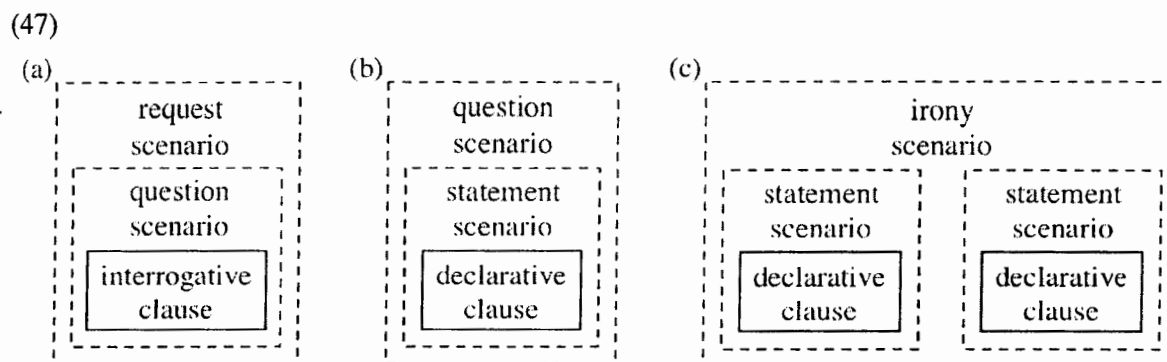 (47)
(a)
request
scenario
question
scenario
interrogative
clause
(b)
question
scenario
statement
scenario
declarative
clause
(c)
irony
scenario
statement
scenario
declarative
clause
statement
scenario
declarative
clause